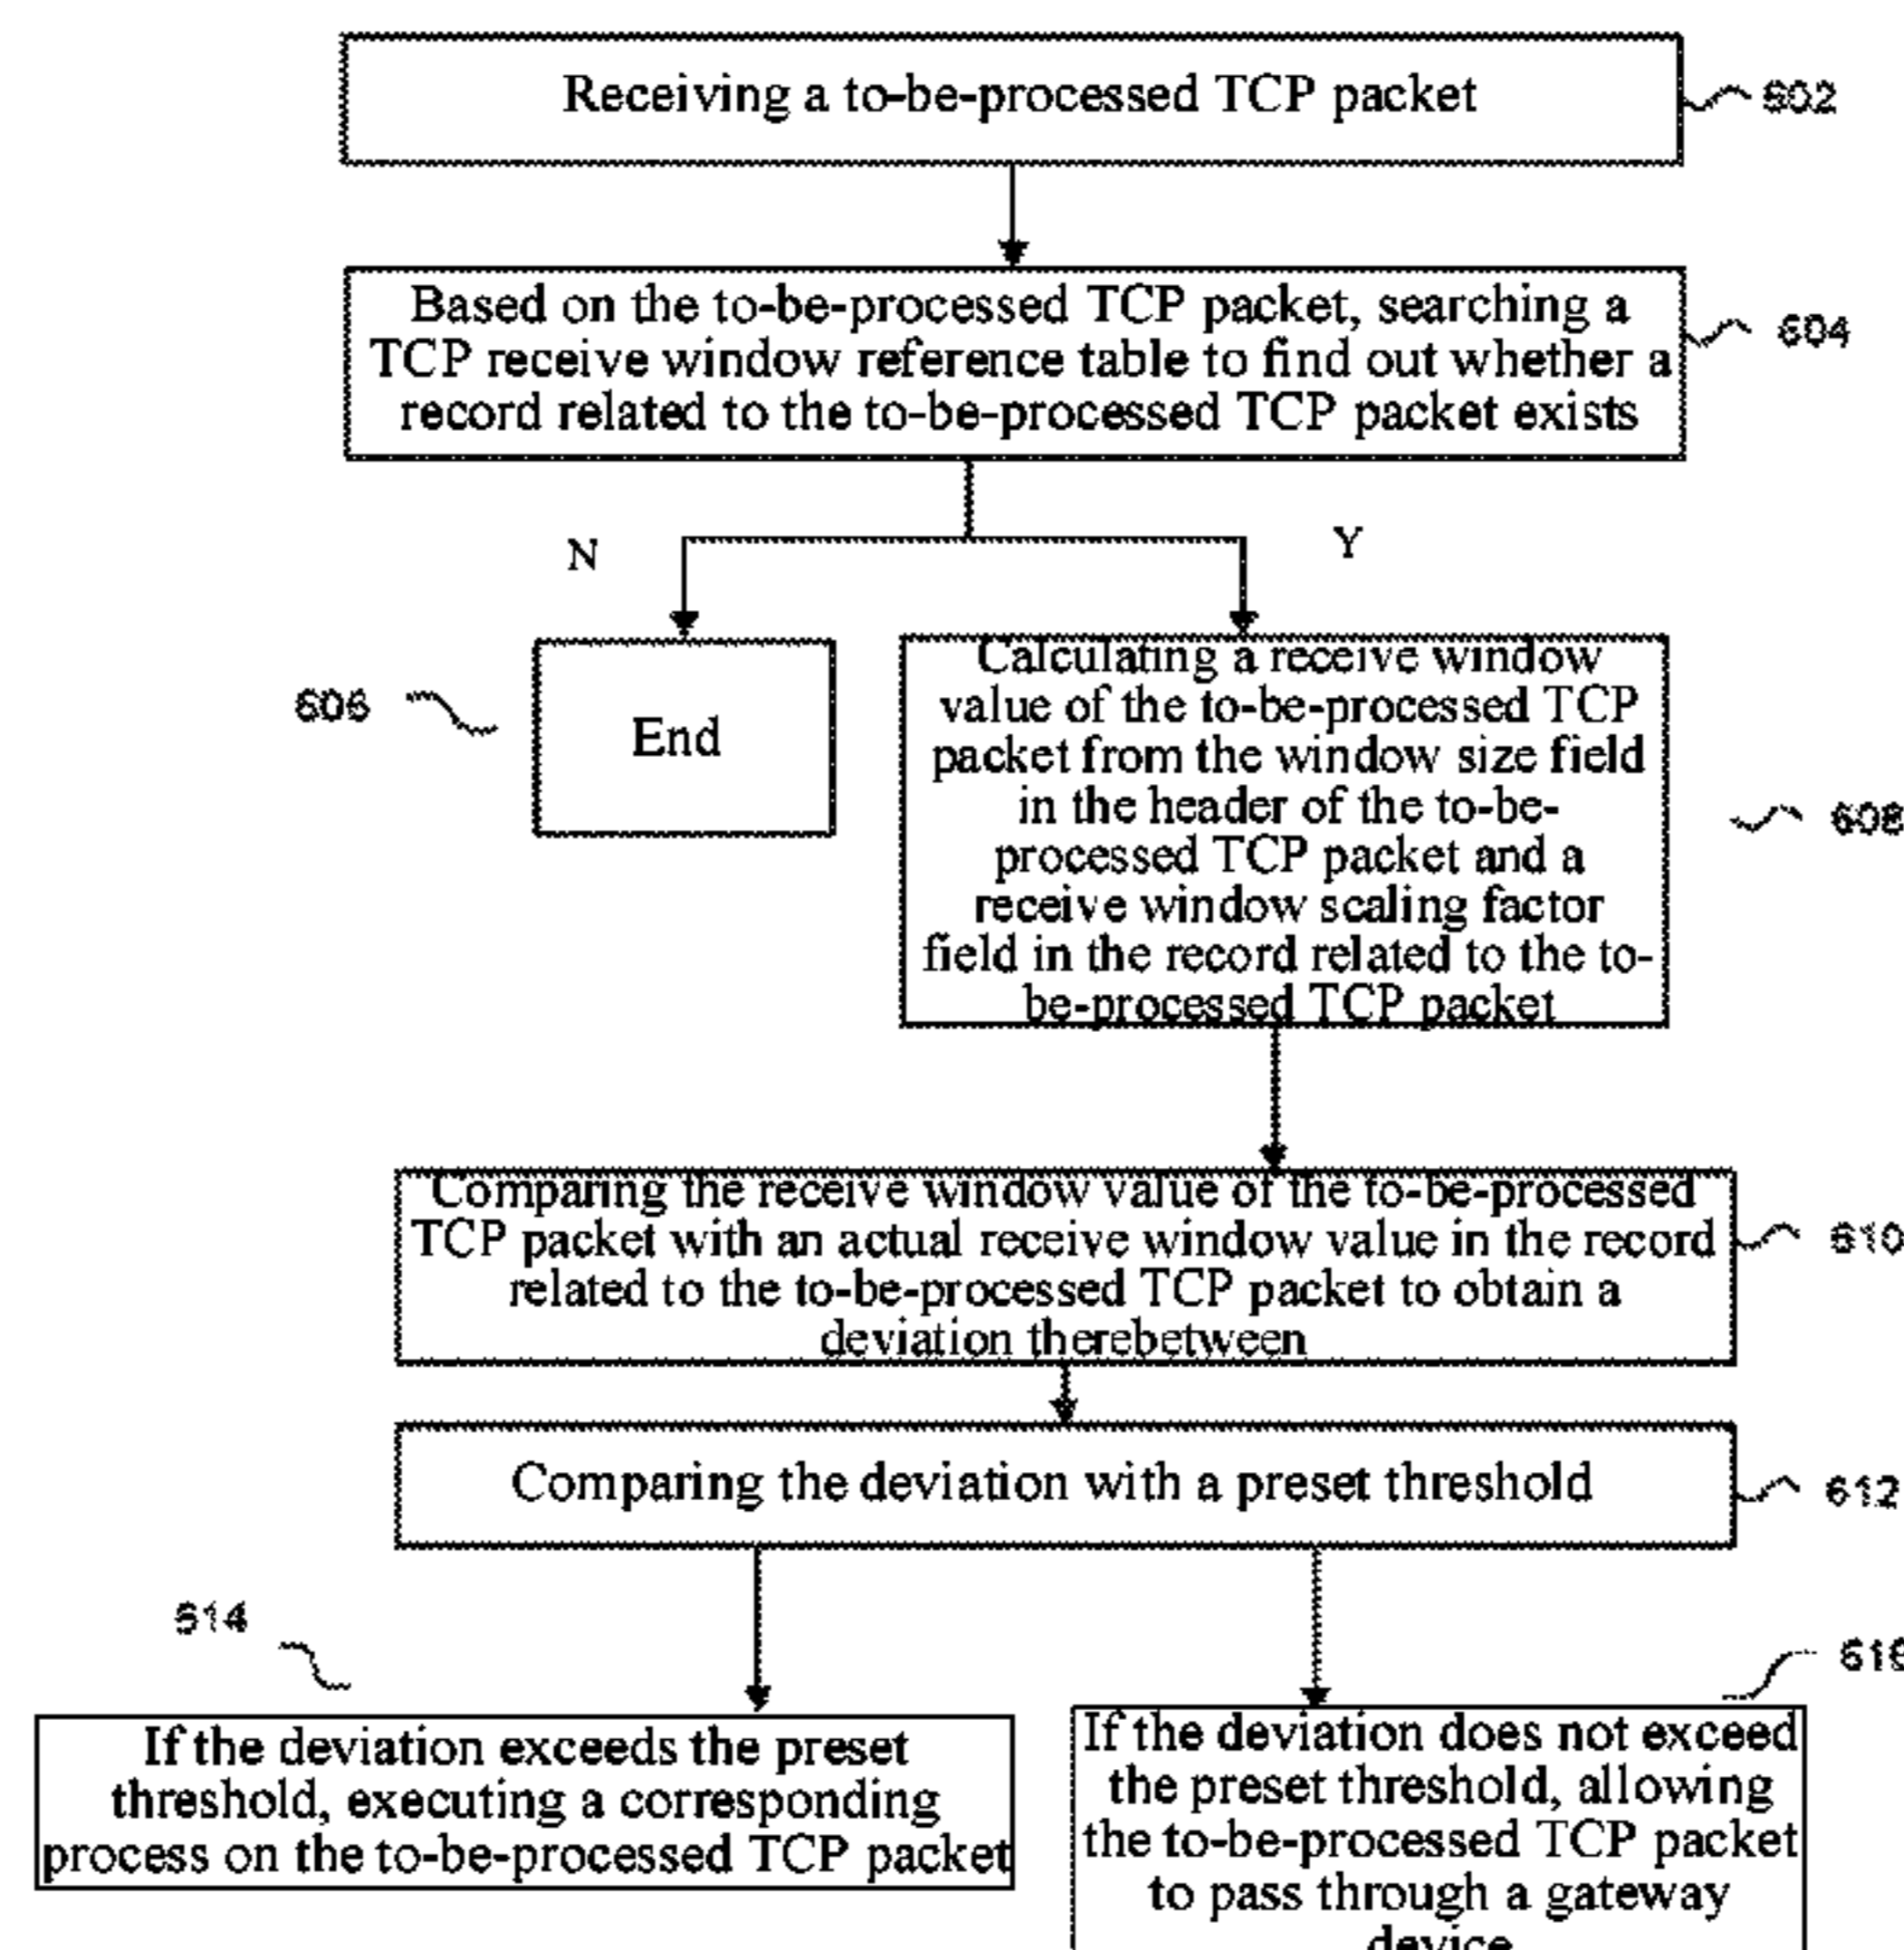 Receiving a to-be-processed TCP packet
602
Based on the to-be-processed TCP packet, searching a
TCP receive window reference table to find out whether a
record related to the to-be-processed TCP packet exists
604
N
Y
606
End
Calculating a receive window
value of the to-be-processed TCP
packet from the window size field
in the header of the to-be-
processed TCP packet and a
receive window scaling factor
field in the record related to the to-
be-processed TCP packet
608
Comparing the receive window value of the to-be-processed
TCP packet with an actual receive window value in the record
related to the to-be-processed TCP packet to obtain a
deviation therebetween
610
Comparing the deviation with a preset threshold
612
614
616
If the deviation exceeds the preset
threshold, executing a corresponding
process on the to-be-processed TCP packet
If the deviation does not exceed
the preset threshold, allowing
the to-be-processed TCP packet
to pass through a gateway
device